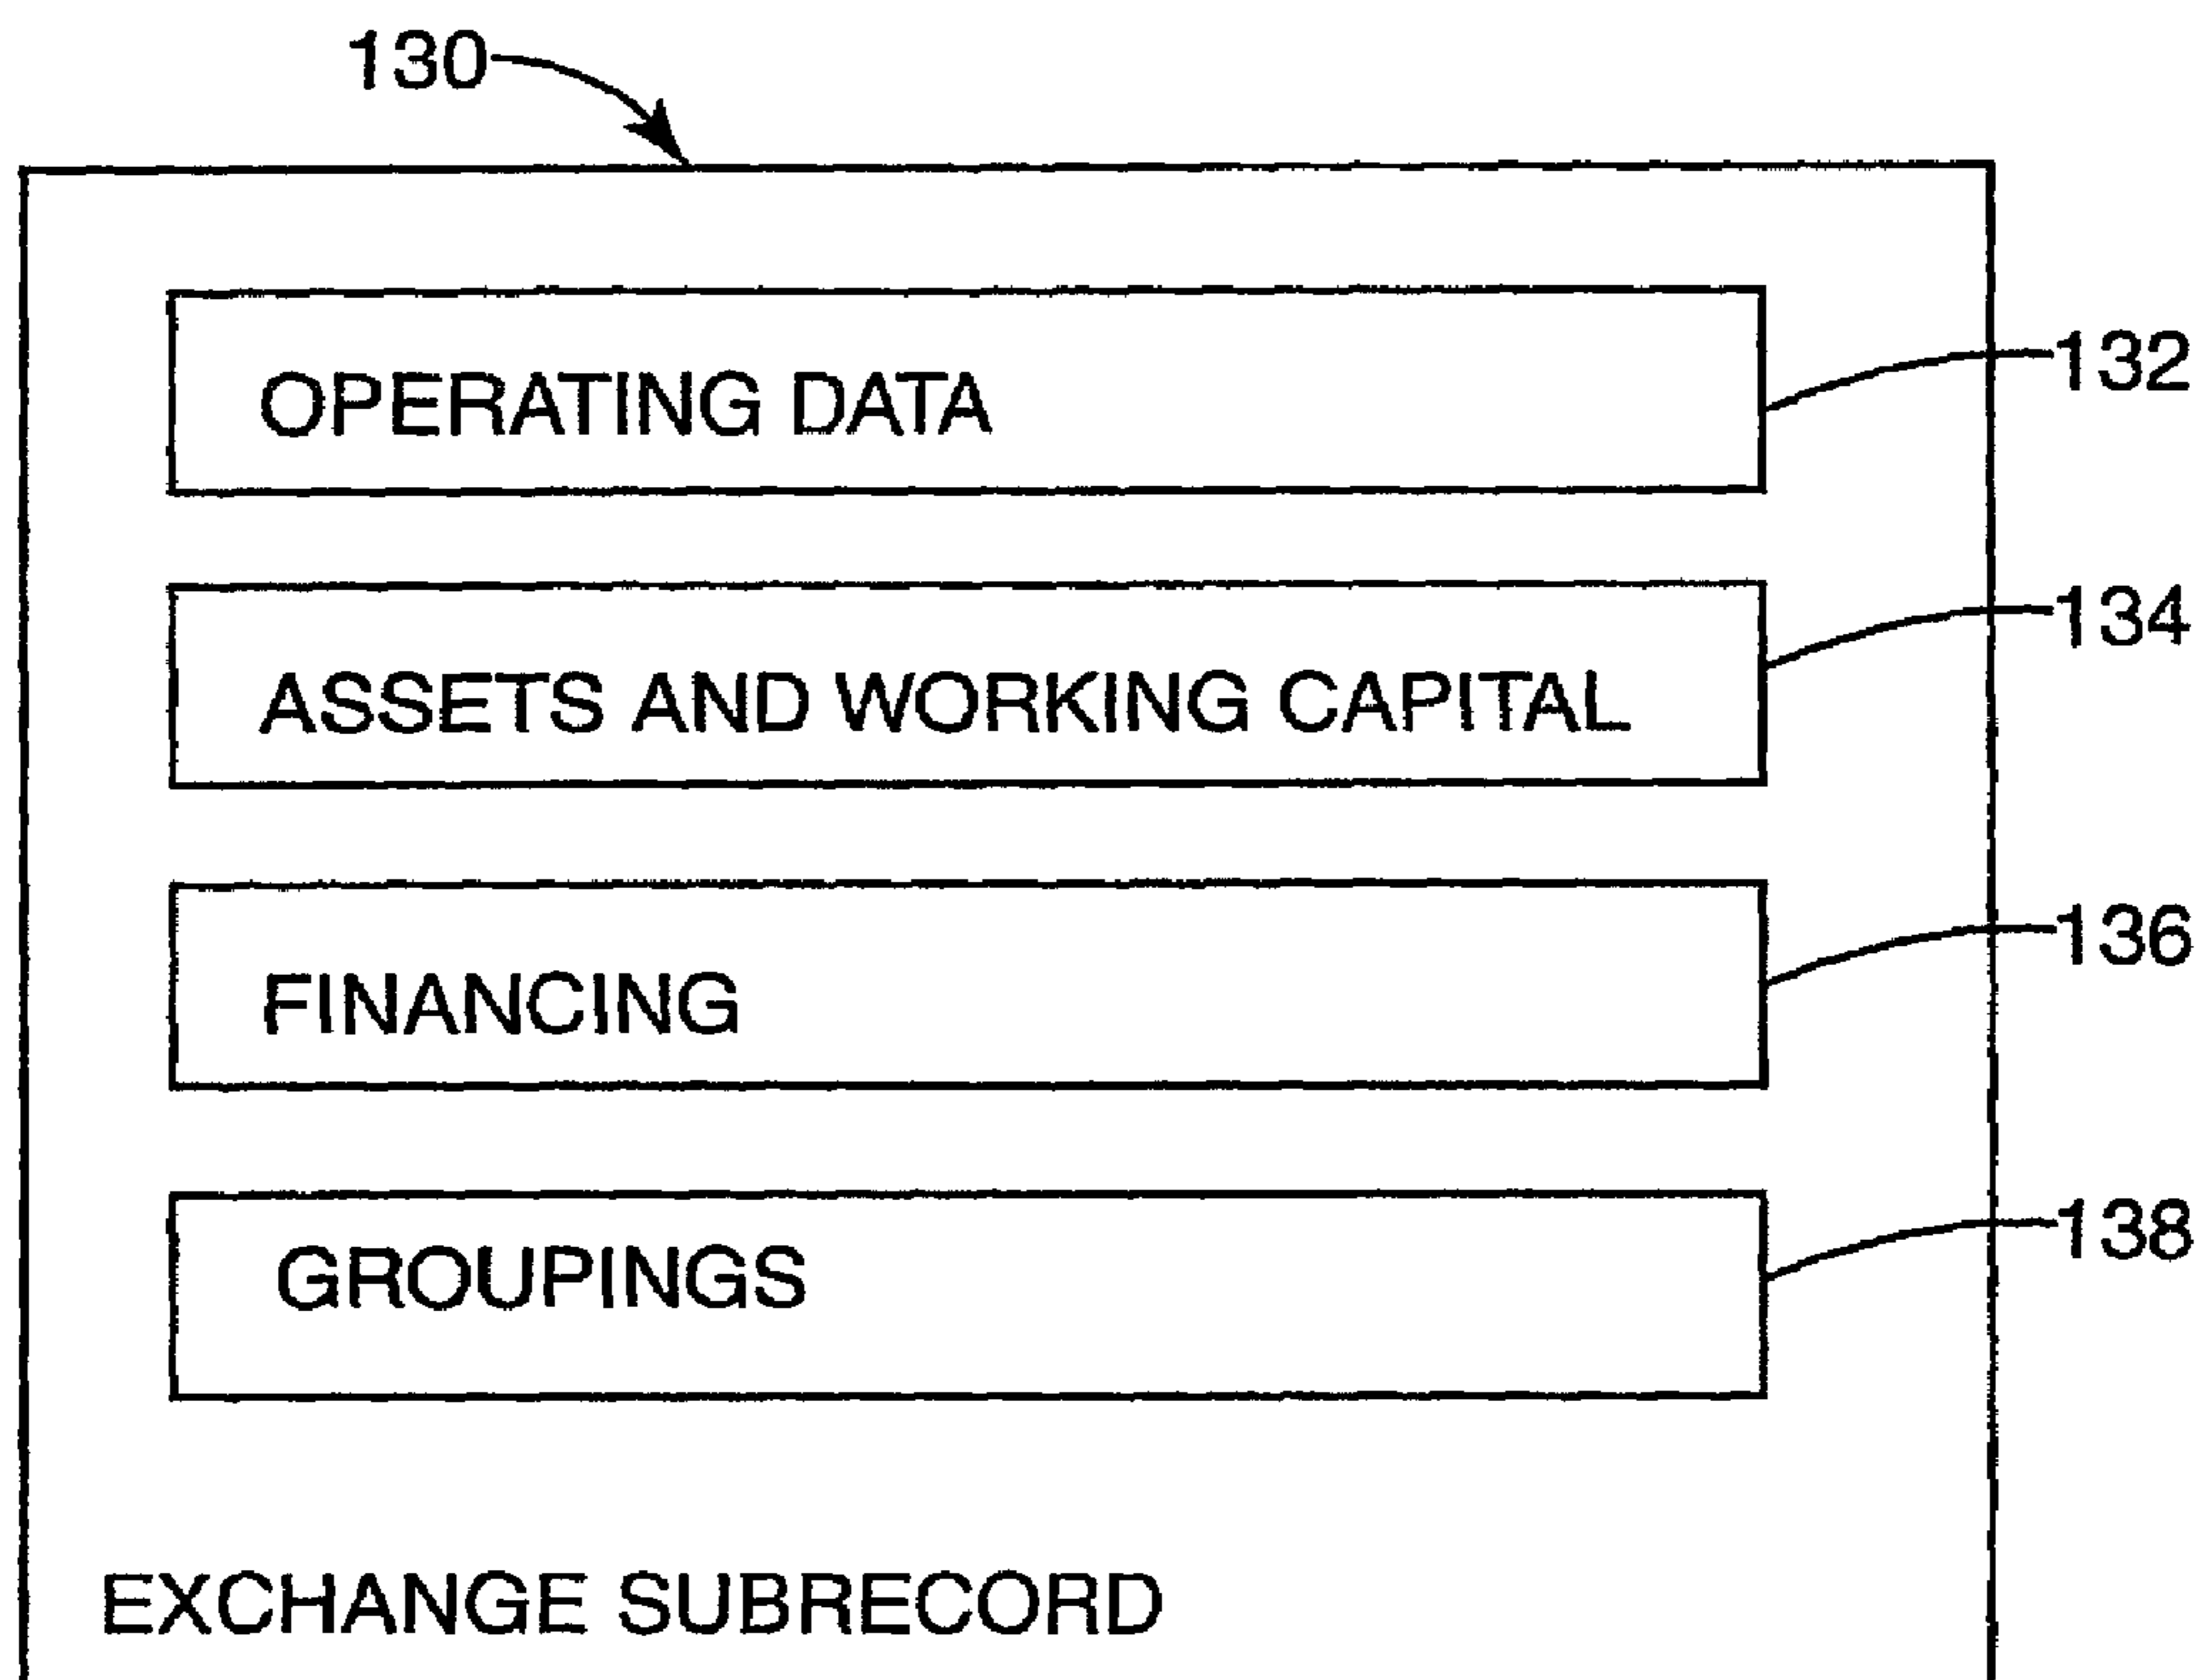 130
OPERATING DATA
132
ASSETS AND WORKING CAPITAL
134
FINANCING
136
GROUPINGS
138
EXCHANGE SUBRECORD